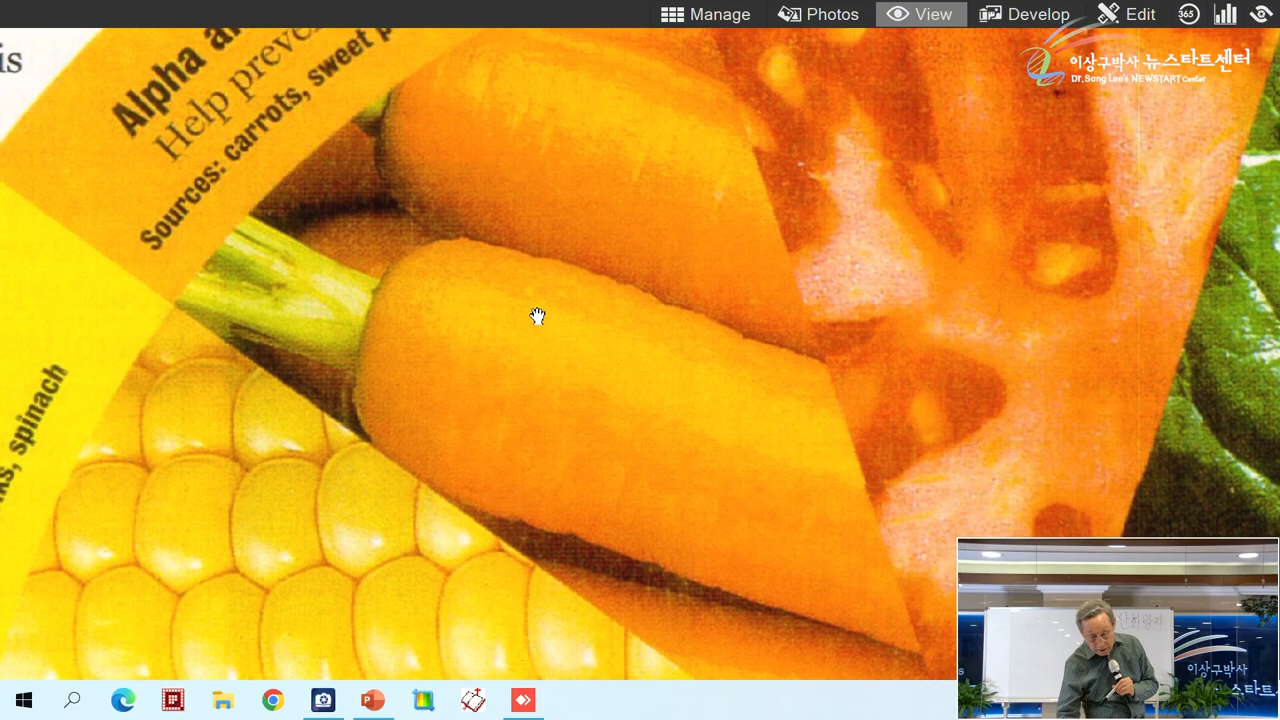 Manage
Photos
View
Develop
Edit
365
이상구박사 뉴스타트센터
Dr.Sang Lee's NEWSTART Center
is
Alpha
Help preve
Sources: carrots, sweet p
ks, spinach
이상구박사
뉴스타트